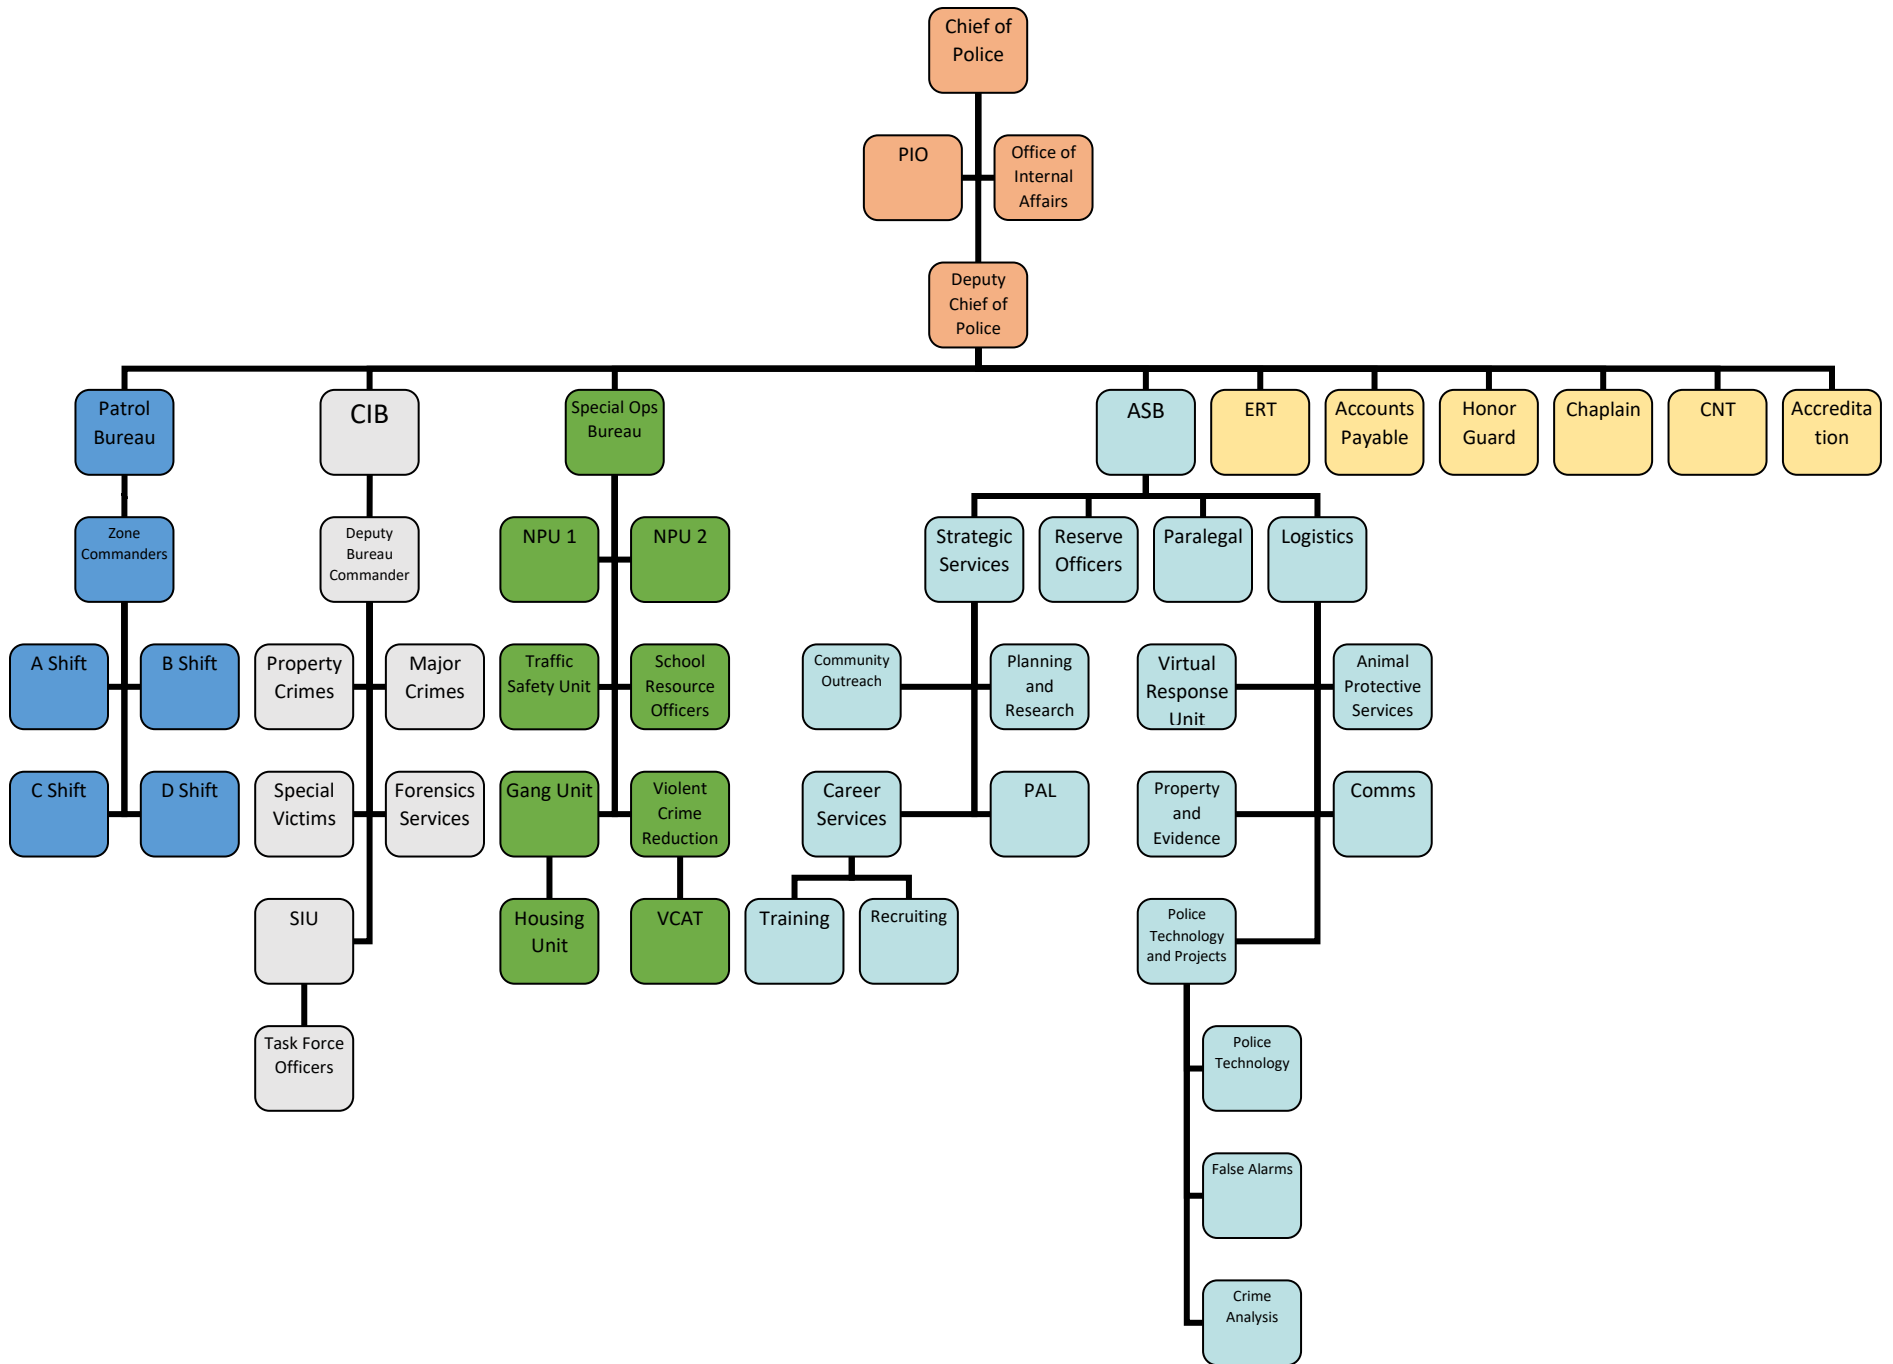 Chief of
Police
PIO
Office of
Internal
Affairs
Deputy
Chief of
Police
Patrol
Bureau
CIB
Special Ops
Bureau
ASB
ERT
Accounts
Payable
Honor
Guard
Chaplain
CNT
Accredita
tion
Zone
Commanders
Deputy
Bureau
Commander
NPU 1
NPU 2
Strategic
Services
Reserve
Officers
Paralegal
Logistics
A Shift
B Shift
Property
Crimes
Major
Crimes
Traffic
Safety Unit
School
Resource
Officers
Community
Outreach
Planning
and
Research
Virtual
Response
Unit
Animal
Protective
Services
C Shift
D Shift
Special
Victims
Forensics
Services
Gang Unit
Violent
Crime
Reduction
Career
Services
PAL
Property
and
Evidence
Comms
SIU
Housing
Unit
VCAT
Training
Recruiting
Police
Technology
and Projects
Task Force
Officers
Police
Technology
False Alarms
Crime
Analysis